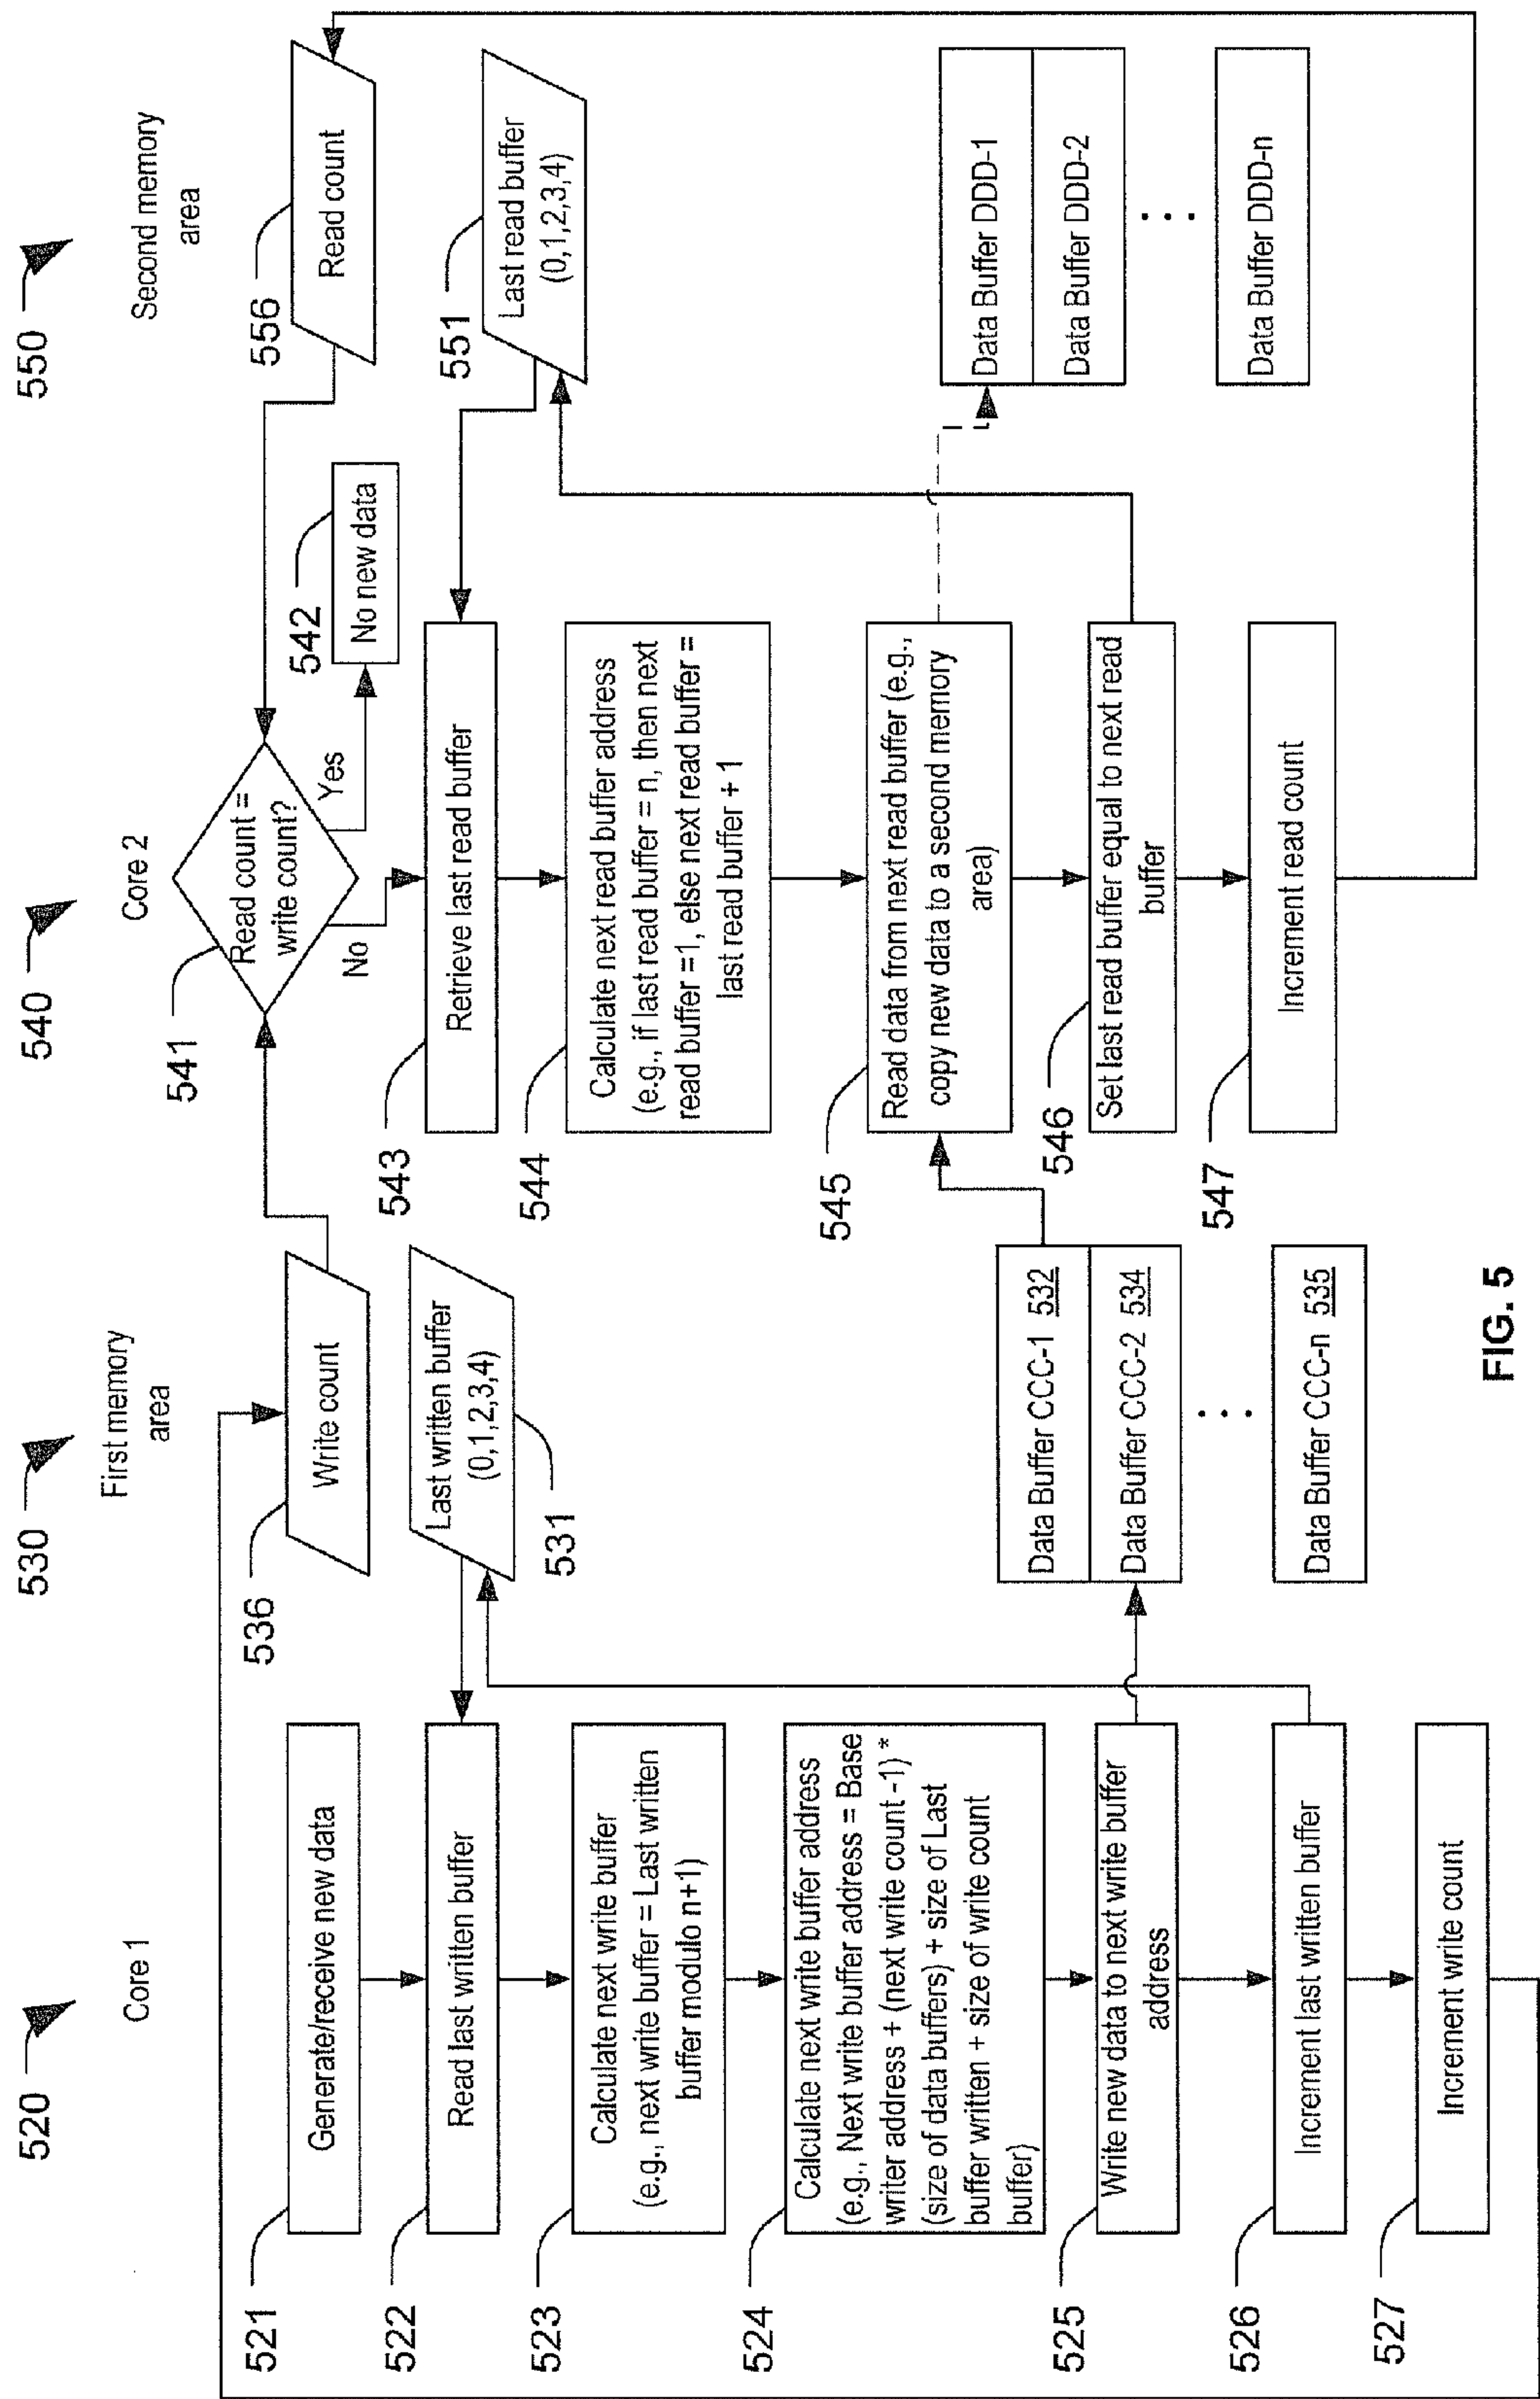 520
Core 1
521
Generate/receive new data
522
Read last written buffer
523
Calculate next write buffer
(e.g., next write buffer = Last written
buffer modulo n+1)
524
Calculate next write buffer address
(e.g., Next write buffer address = Base
writer address + (next write count -1) *
(size of data buffers) + size of Last
buffer written + size of write count
buffer)
525
Write new data to next write buffer
address
526
Increment last written buffer
527
Increment write count
530
First memory
area
536
Write count
Last written buffer
(0,1,2,3,4)
531
Data Buffer CCC-1 532
Data Buffer CCC-2 534
. . .
Data Buffer CCC-n 535
540
Core 2
541
Read count =
write count?
Yes
No
542
No new data
543
Retrieve last read buffer
544
Calculate next read buffer address
(e.g., if last read buffer = n, then next
read buffer =1, else next read buffer =
last read buffer + 1
545
Read data from next read buffer (e.g.,
copy new data to a second memory
area)
546
Set last read buffer equal to next read
buffer
547
Increment read count
550
Second memory
area
556
Read count
551
Last read buffer
(0,1,2,3,4)
Data Buffer DDD-1
Data Buffer DDD-2
. . .
Data Buffer DDD-n
FIG. 5